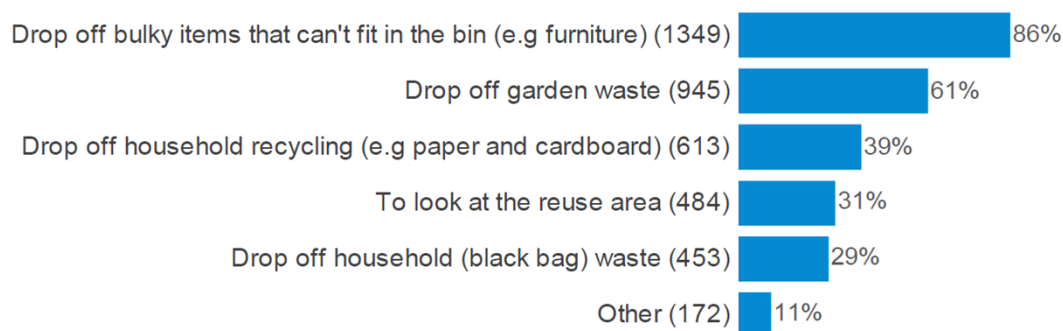 Drop off bulky items that can't fit in the bin (e.g furniture) (1349) 86%
Drop off garden waste (945) 61%
Drop off household recycling (e.g paper and cardboard) (613) 39%
To look at the reuse area (484) 31%
Drop off household (black bag) waste (453) 29%
Other (172) 11%